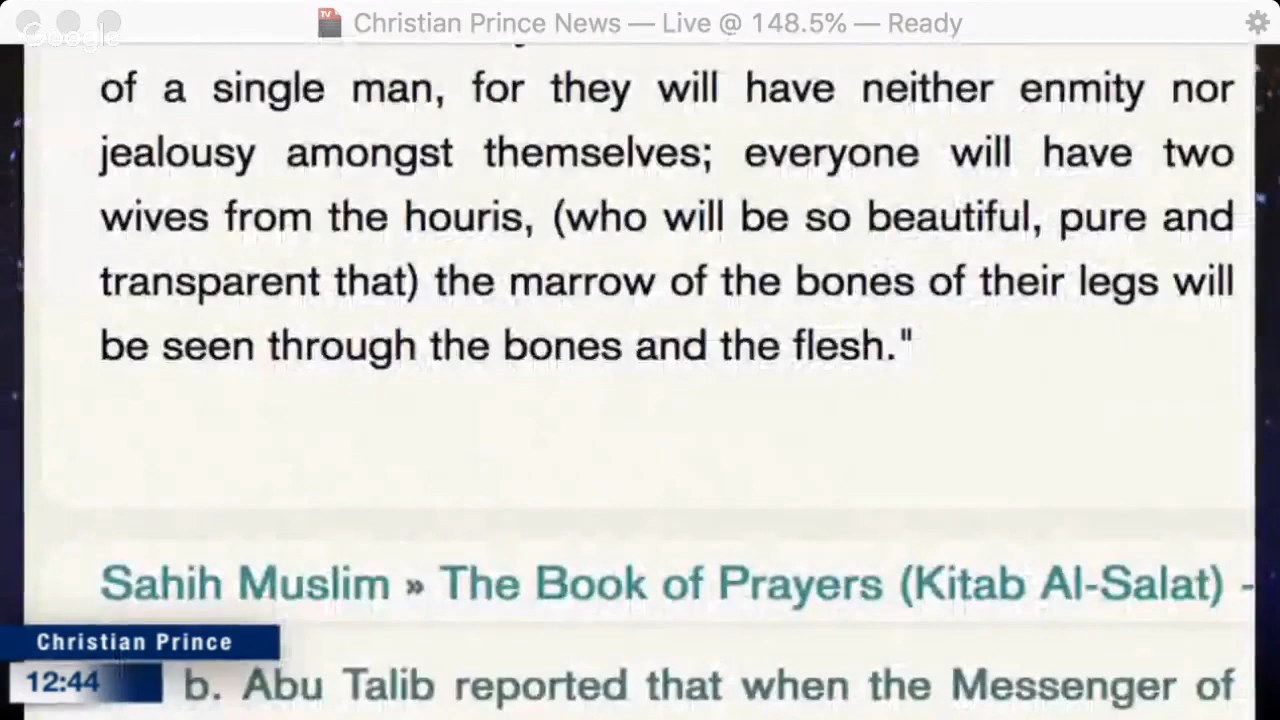 Christian Prince News — Live @ 148.5% — Ready
Google
of a single man, for they will have neither enmity nor
jealousy amongst themselves; everyone will have two
wives from the houris, (who will be so beautiful, pure and
transparent that) the marrow of the bones of their legs will
be seen through the bones and the flesh."
Sahih Muslim » The Book of Prayers (Kitab Al-Salat) -
Christian Prince
12:44
b. Abu Talib reported that when the Messenger of